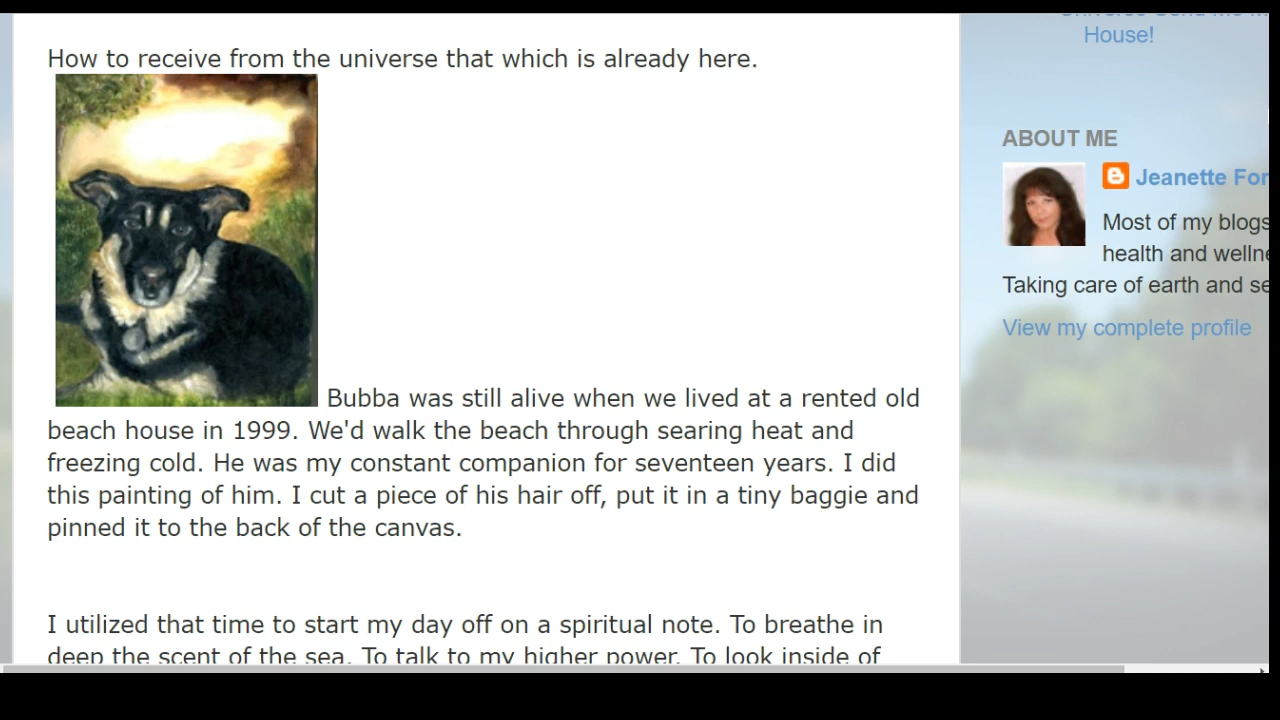 How to receive from the universe that which is already here.
Bubba was still alive when we lived at a rented old
beach house in 1999. We'd walk the beach through searing heat and
freezing cold. He was my constant companion for seventeen years. I did
this painting of him. I cut a piece of his hair off, put it in a tiny baggie and
pinned it to the back of the canvas.
I utilized that time to start my day off on a spiritual note. To breathe in
deep the scent of the sea. To talk to my higher power. To look inside of
House!
ABOUT ME
Jeanette
Most of my blogs
health and
Taking care of earth and
View my complete profile